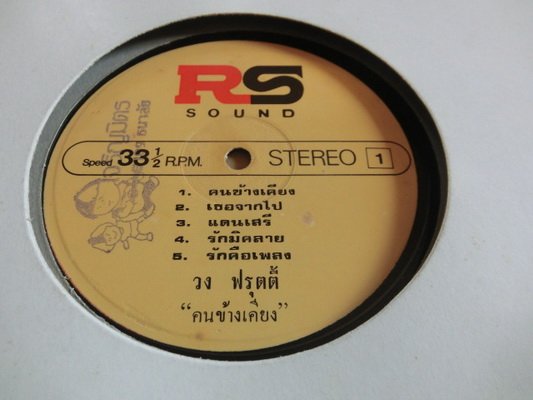 RS
SOUND
Speed 33 1/2 R.P.M. STEREO 1
1. คนข้างเคียง
2. เธอจากไป
3. แดนเสรี
4. รักมิคลาย
5. รักคือเพลง
วง ฟรุตตี้
"คนข้างเคียง"